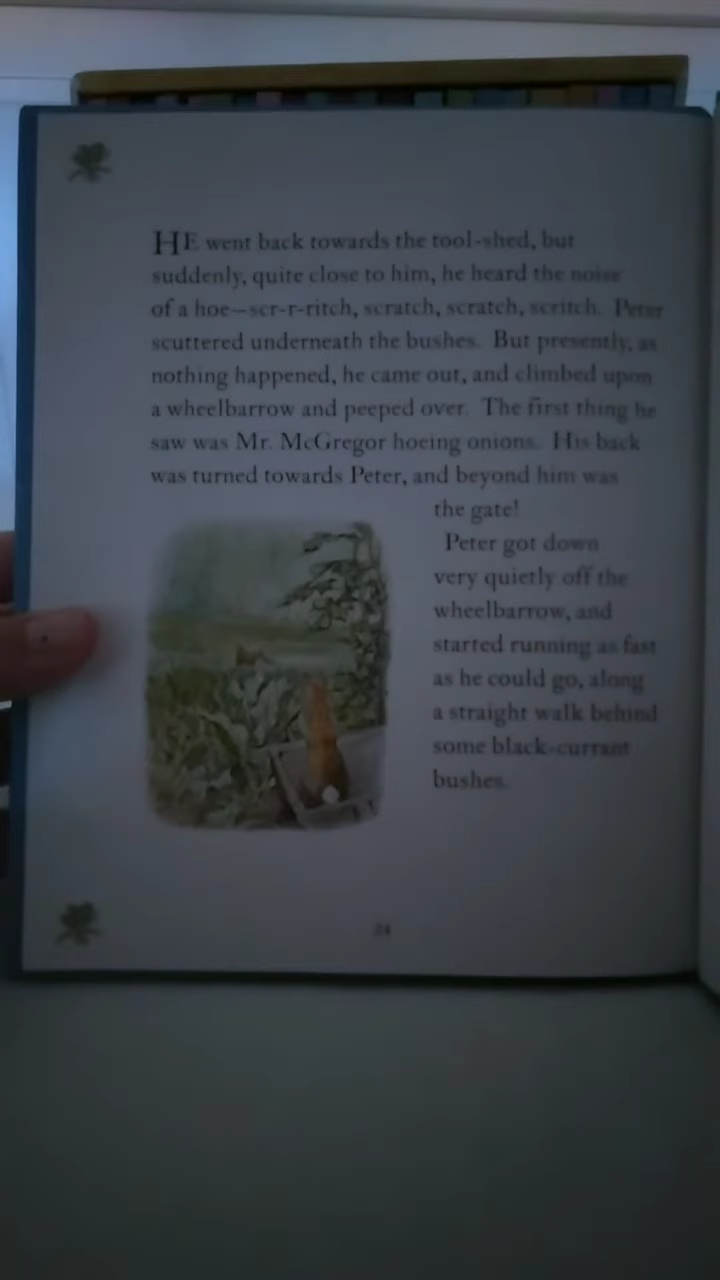 HE went back towards the tool-shed, but
suddenly, quite close to him, he heard the noise
of a hoe—scr-r-ritch, scratch, scratch, scritch. Peter
scuttered underneath the bushes. But presently, as
nothing happened, he came out, and climbed upon
a wheelbarrow and peeped over. The first thing he
saw was Mr. McGregor hoeing onions. His back
was turned towards Peter, and beyond him was
the gate!
Peter got down
very quietly off the
wheelbarrow, and
started running as fast
as he could go, along
a straight walk behind
some black-currant
bushes.